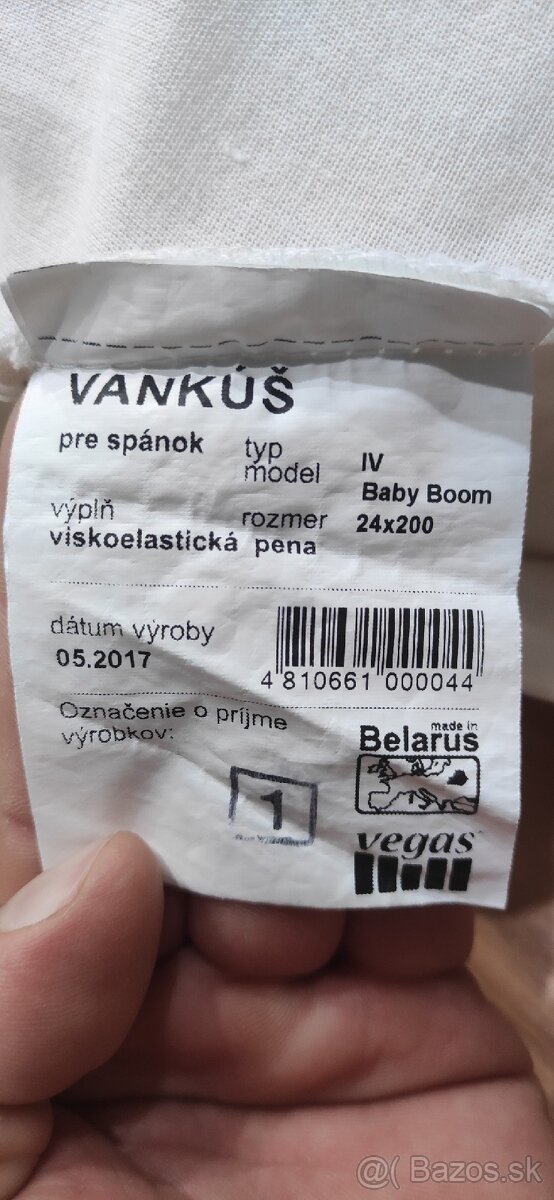 VANKÚŠ
pre spánok
typ IV
model Baby Boom
výplň
viskoelastická pena
rozmer 24x200
dátum výroby
05.2017
4 810661 000044
Označenie o príjme
výrobkov:
1
made in
Belarus
vegas
@( Bazos.sk